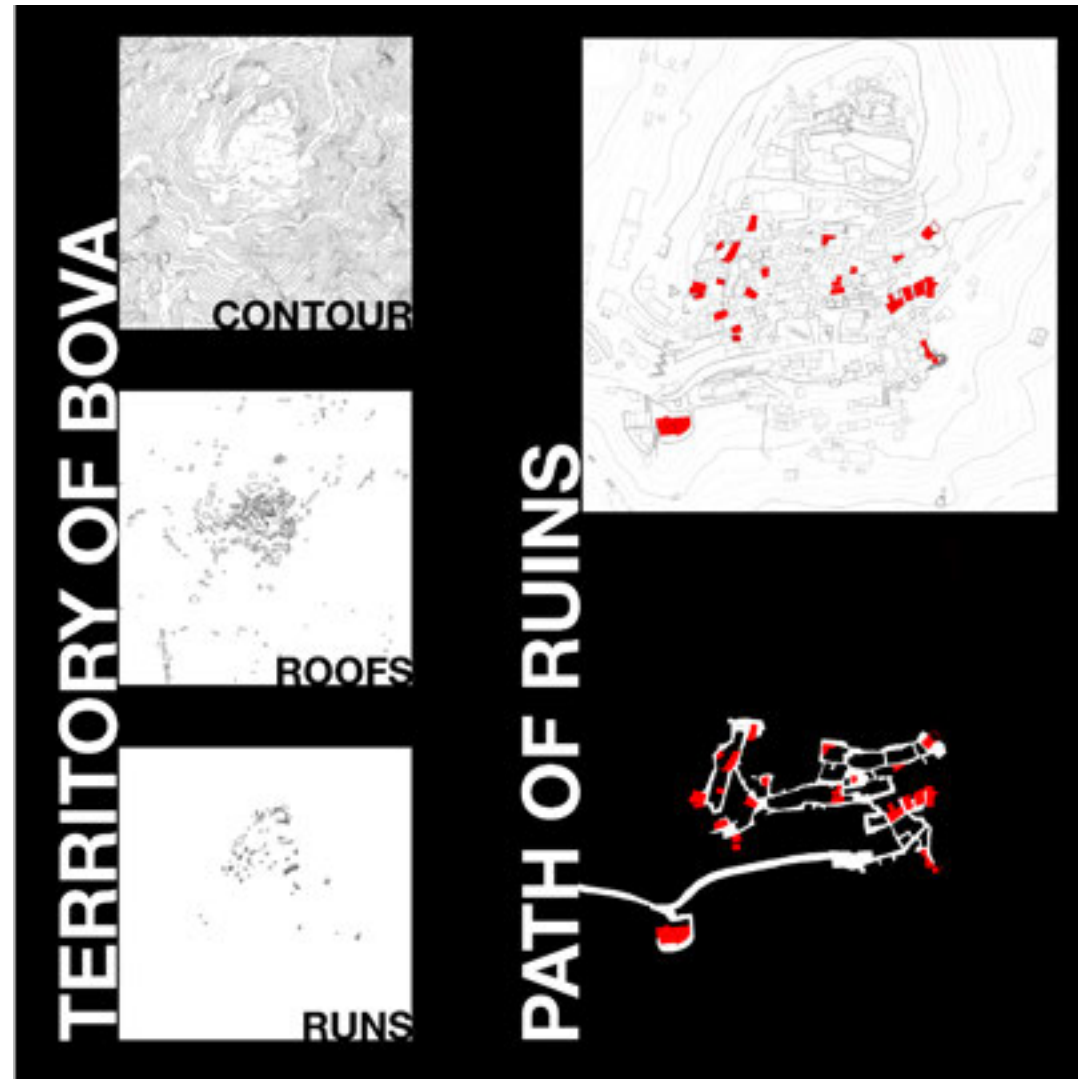 TERRITORY OF BOVA
CONTOUR
ROOFS
RUNS
PATH OF RUINS